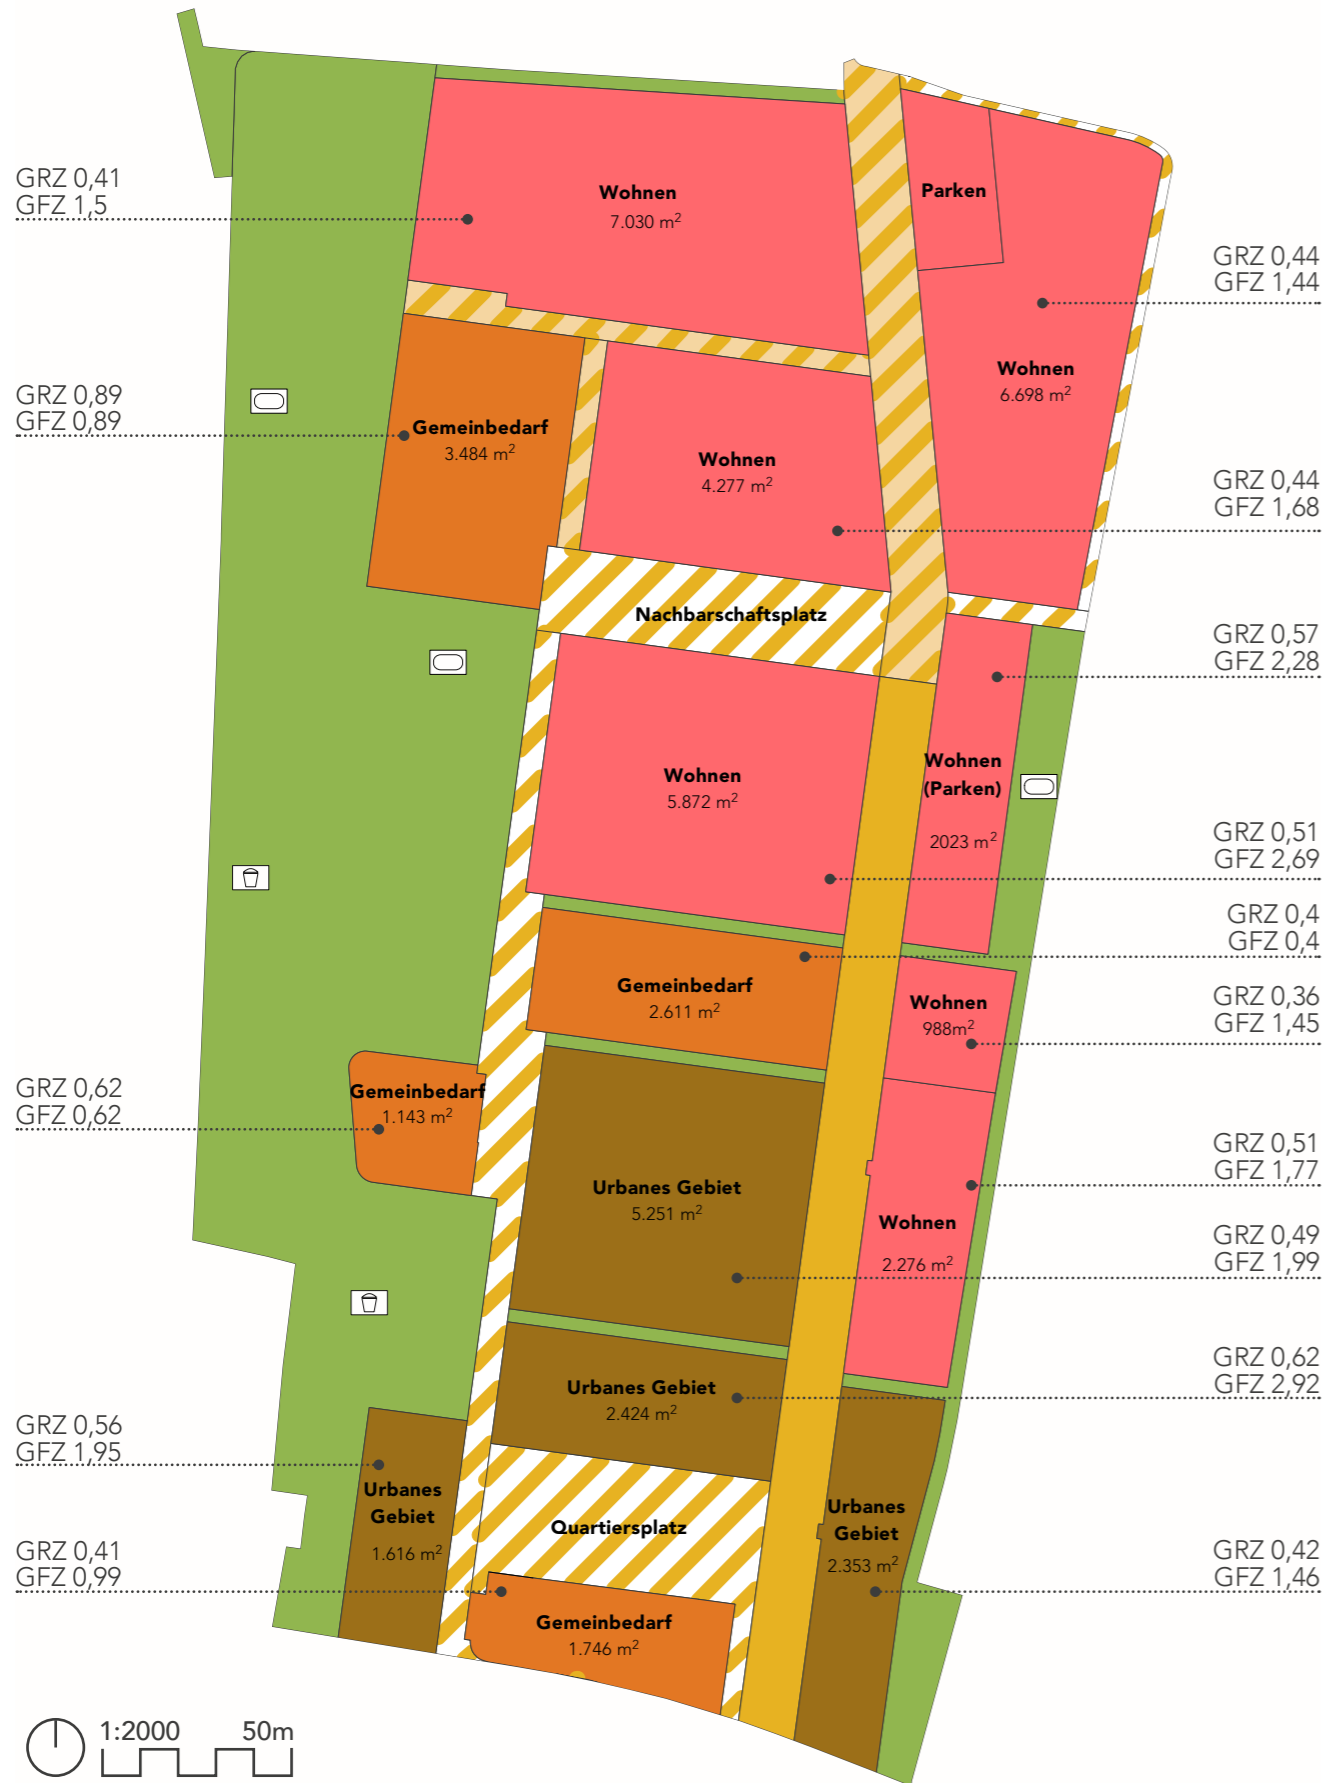 GRZ 0,41
GFZ 1,5
Wohnen
7.030 m²
Parken
GRZ 0,44
GFZ 1,44
Wohnen
6.698 m²
GRZ 0,89
GFZ 0,89
Gemeinbedarf
3.484 m²
Wohnen
4.277 m²
GRZ 0,44
GFZ 1,68
Nachbarschaftsplatz
GRZ 0,57
GFZ 2,28
Wohnen
5.872 m²
Wohnen
(Parken)
2023 m²
GRZ 0,51
GFZ 2,69
GRZ 0,4
GFZ 0,4
Gemeinbedarf
2.611 m²
Wohnen
988m²
GRZ 0,36
GFZ 1,45
GRZ 0,62
GFZ 0,62
Gemeinbedarf
1.143 m²
GRZ 0,51
GFZ 1,77
Urbanes Gebiet
5.251 m²
Wohnen
2.276 m²
GRZ 0,49
GFZ 1,99
Urbanes Gebiet
2.424 m²
GRZ 0,62
GFZ 2,92
GRZ 0,56
GFZ 1,95
Urbanes
Gebiet
1.616 m²
Quartiersplatz
Urbanes
Gebiet
2.353 m²
GRZ 0,41
GFZ 0,99
GRZ 0,42
GFZ 1,46
Gemeinbedarf
1.746 m²
1:2000 50m